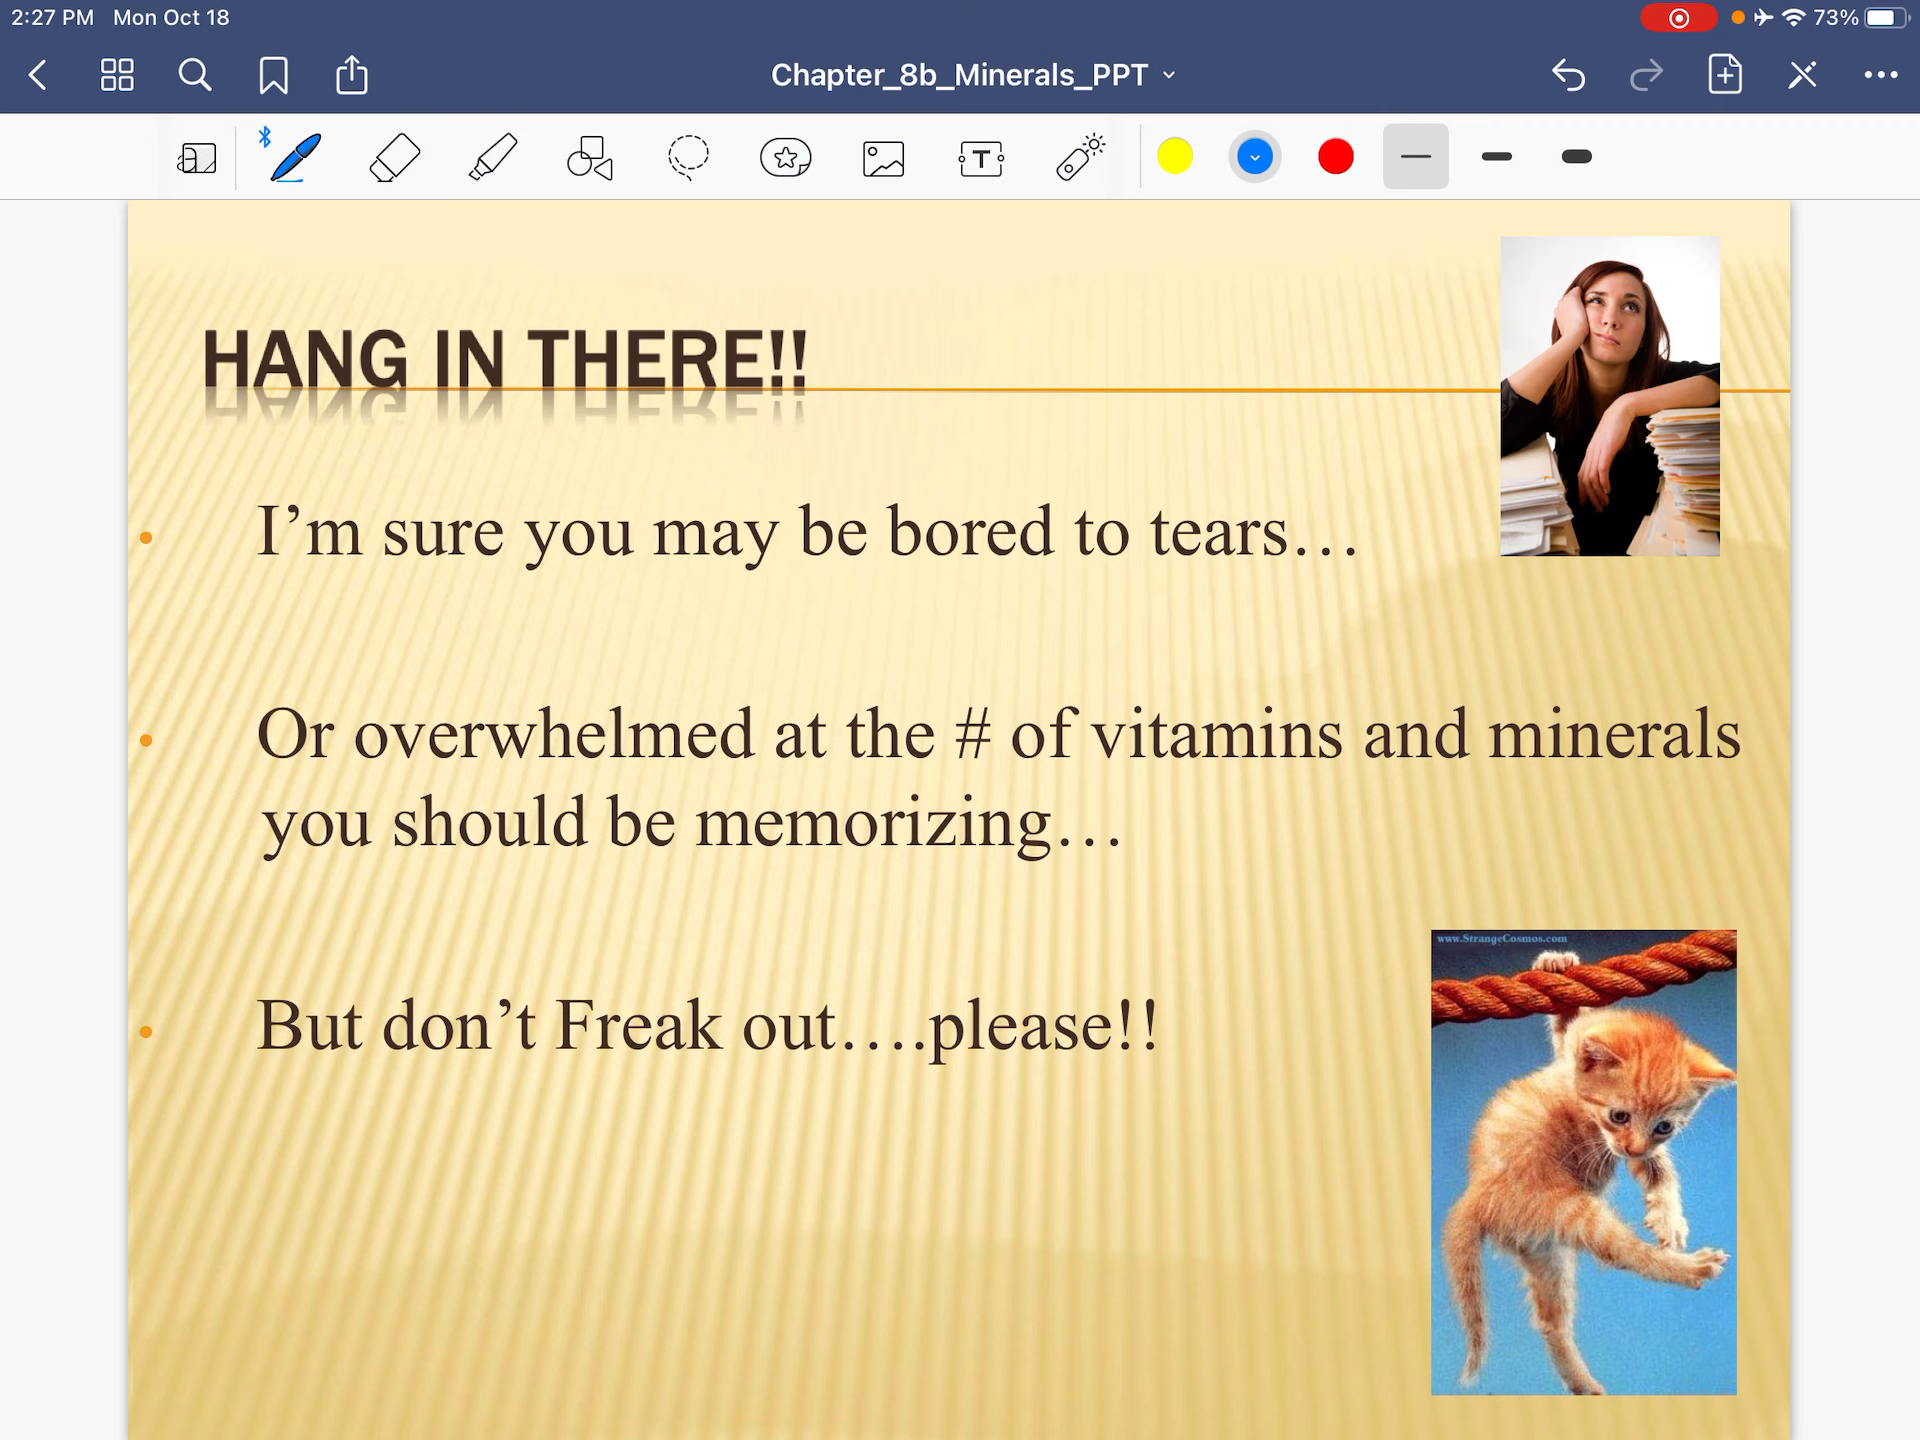 2:27 PM Mon Oct 18
73%
Chapter_8b_Minerals_PPT
HANG IN THERE!!
• I’m sure you may be bored to tears…
• Or overwhelmed at the # of vitamins and minerals
you should be memorizing…
www.StrangeCosmos.com
• But don’t Freak out….please!!